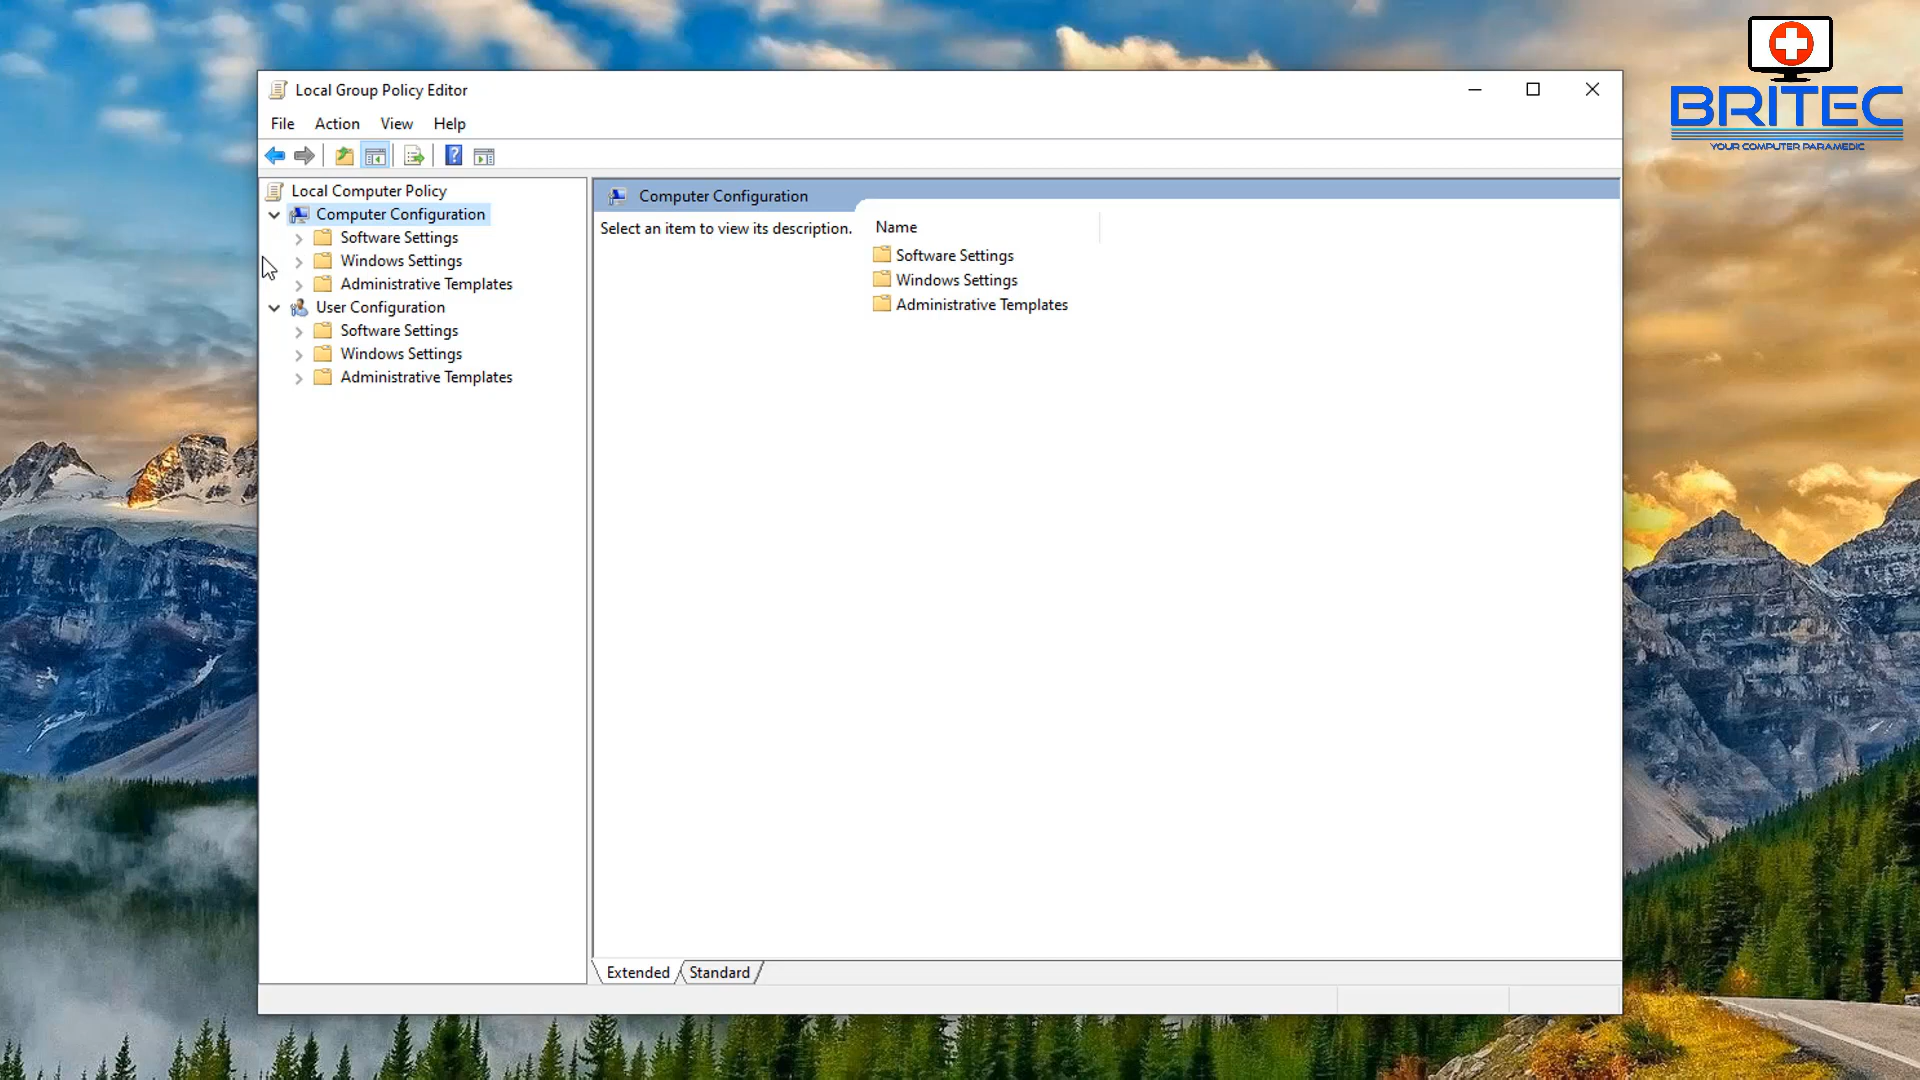 BRITEC
YOUR COMPUTER PARAMEDIC
Local Group Policy Editor
File Action View Help
Local Computer Policy
Computer Configuration
Software Settings
Windows Settings
Administrative Templates
User Configuration
Software Settings
Windows Settings
Administrative Templates
Computer Configuration
Select an item to view its description.
Name
Software Settings
Windows Settings
Administrative Templates
Extended
Standard